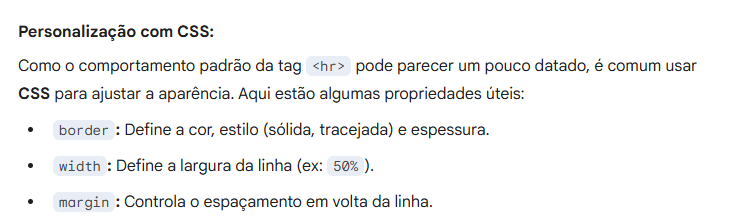 Personalização com CSS:
Como o comportamento padrão da tag <hr> pode parecer um pouco datado, é comum usar
CSS para ajustar a aparência. Aqui estão algumas propriedades úteis:
• border: Define a cor, estilo (sólida, tracejada) e espessura.
• width: Define a largura da linha (ex: 50%).
• margin: Controla o espaçamento em volta da linha.